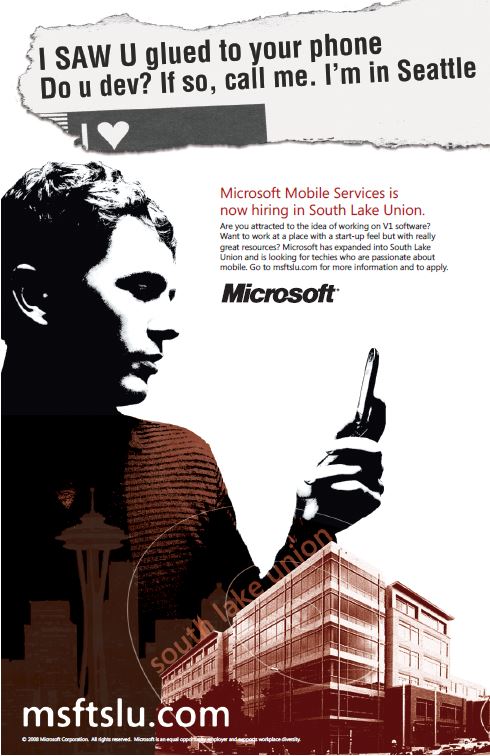 I SAW U glued to your phone
Do u dev? If so, call me. I'm in Seattle
I ♥
Microsoft Mobile Services is
now hiring in South Lake Union.
Are you attracted to the idea of working on V1 software?
Want to work at a place with a start-up feel but with really
great resources? Microsoft has expanded into South Lake
Union and is looking for techies who are passionate about
mobile. Go to msftslu.com for more information and to apply.
Microsoft®
south lake union
msftslu.com
© 2008 Microsoft Corporation. All rights reserved. Microsoft is an equal opportunity employer and supports workplace diversity.